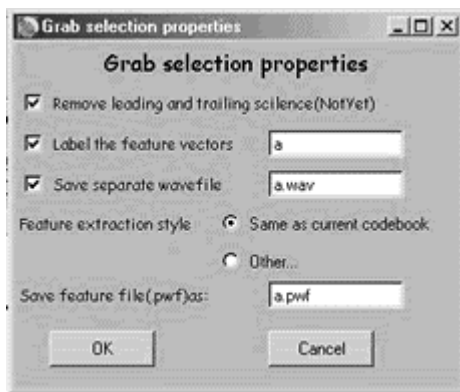 Grab selection properties
Grab selection properties
Remove leading and trailing scilence(NotYet)
Label the feature vectors a
Save separate wavefile a.wav
Feature extraction style Same as current codebook
Other...
Save feature file(.pwf)as: a.pwf
OK Cancel